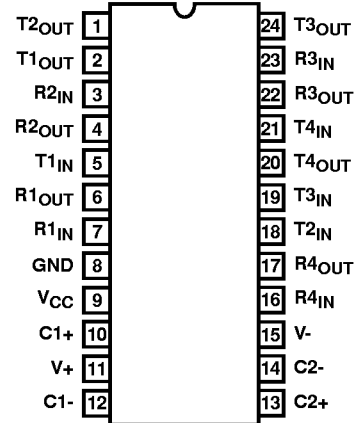 T2OUT 1 24 T3OUT
T1OUT 2 23 R3IN
R2IN 3 22 R3OUT
R2OUT 4 21 T4IN
T1IN 5 20 T4OUT
R1OUT 6 19 T3IN
R1IN 7 18 T2IN
GND 8 17 R4OUT
VCC 9 16 R4IN
C1+ 10 15 V-
V+ 11 14 C2-
C1- 12 13 C2+